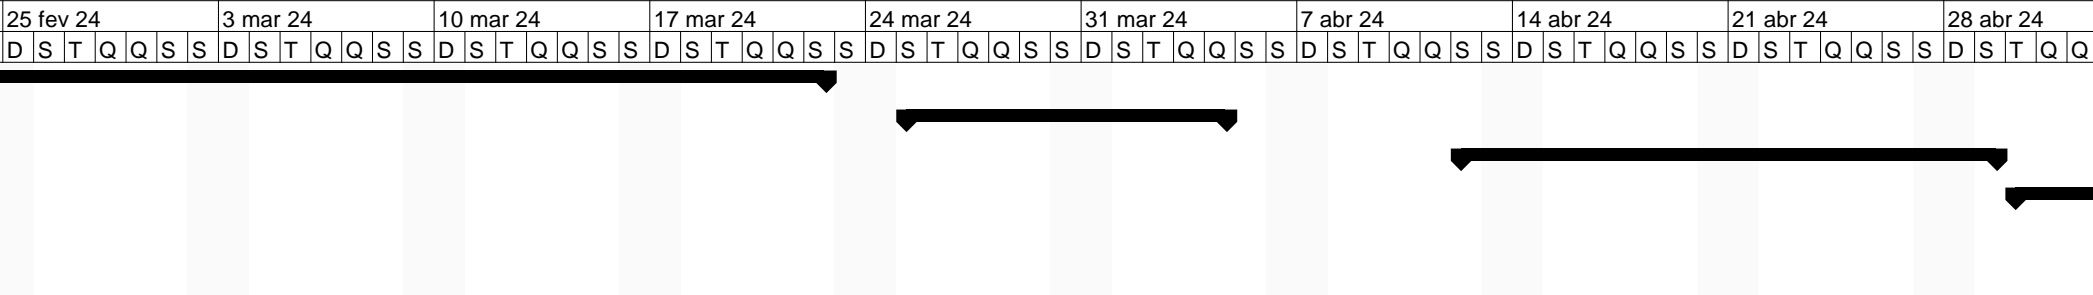 25 fev 24 3 mar 24 10 mar 24 17 mar 24 24 mar 24 31 mar 24 7 abr 24 14 abr 24 21 abr 24 28 abr 24
D S T Q Q S S D S T Q Q S S D S T Q Q S S D S T Q Q S S D S T Q Q S S D S T Q Q S S D S T Q Q S S D S T Q Q S S D S T Q Q S S D S T Q Q